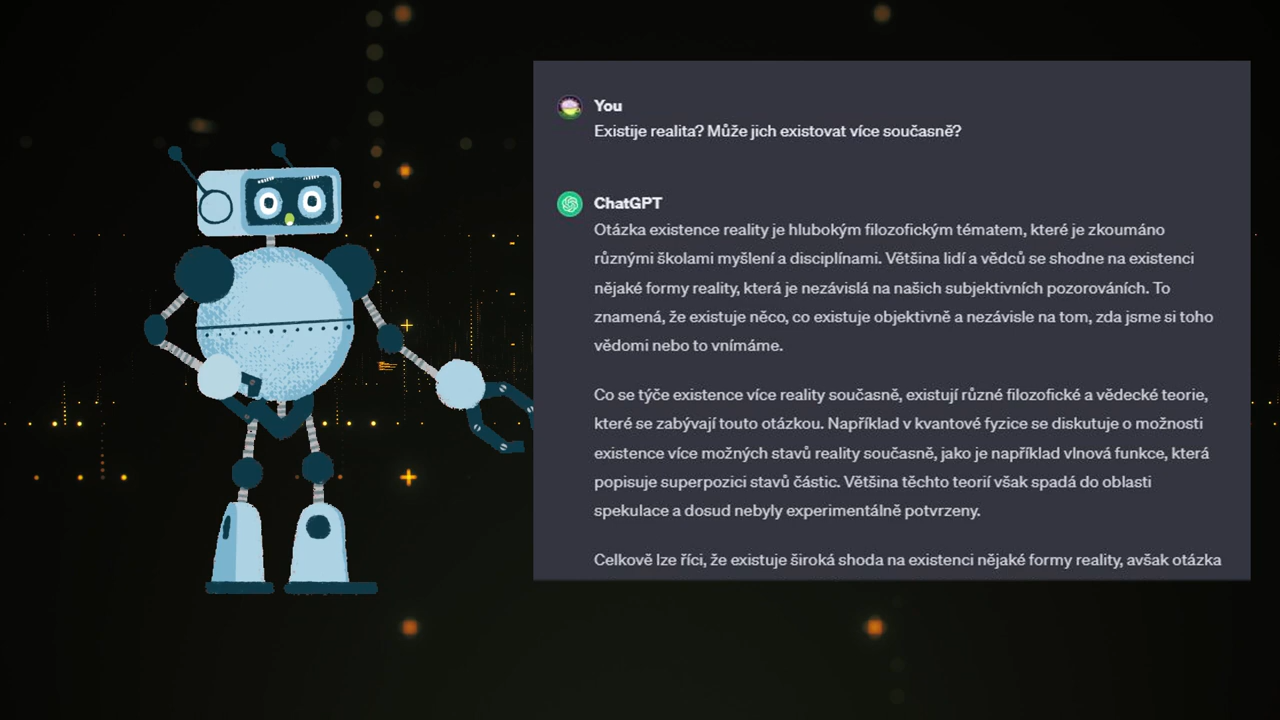 You
Existije realita? Může jich existovat více současně?
ChatGPT
Otázka existence reality je hlubokým filozofickým tématem, které je zkoumáno
různými školami myšlení a disciplínami. Většina lidí a vědců se shodne na existenci
nějaké formy reality, která je nezávislá na našich subjektivních pozorováních. To
znamená, že existuje něco, co existuje objektivně a nezávisle na tom, zda jsme si toho
vědomi nebo to vnímáme.
Co se týče existence více reality současně, existují různé filozofické a vědecké teorie,
které se zabývají touto otázkou. Například v kvantové fyzice se diskutuje o možnosti
existence více možných stavů reality současně, jako je například vlnová funkce, která
popisuje superpozici stavů částic. Většina těchto teorií však spadá do oblasti
spekulace a dosud nebyly experimentálně potvrzeny.
Celkově lze říci, že existuje široká shoda na existenci nějaké formy reality, avšak otázka